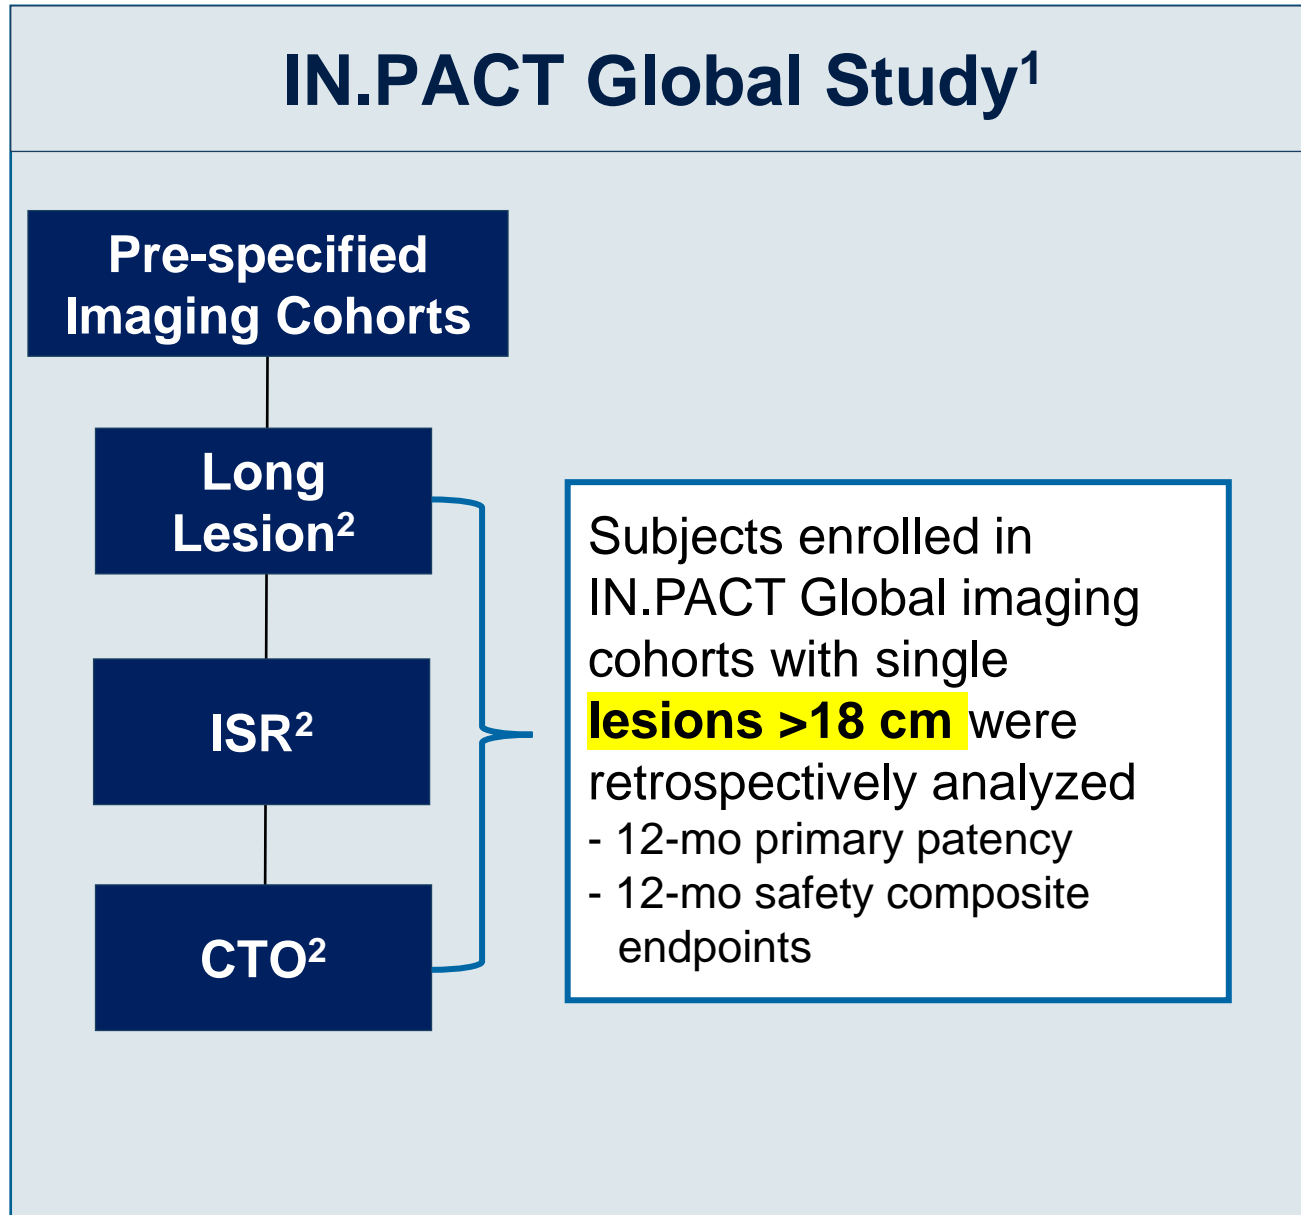 IN.PACT Global Study¹
Pre-specified
Imaging Cohorts
Long
Lesion²
ISR²
CTO²
Subjects enrolled in
IN.PACT Global imaging
cohorts with single
lesions >18 cm were
retrospectively analyzed
- 12-mo primary patency
- 12-mo safety composite
endpoints